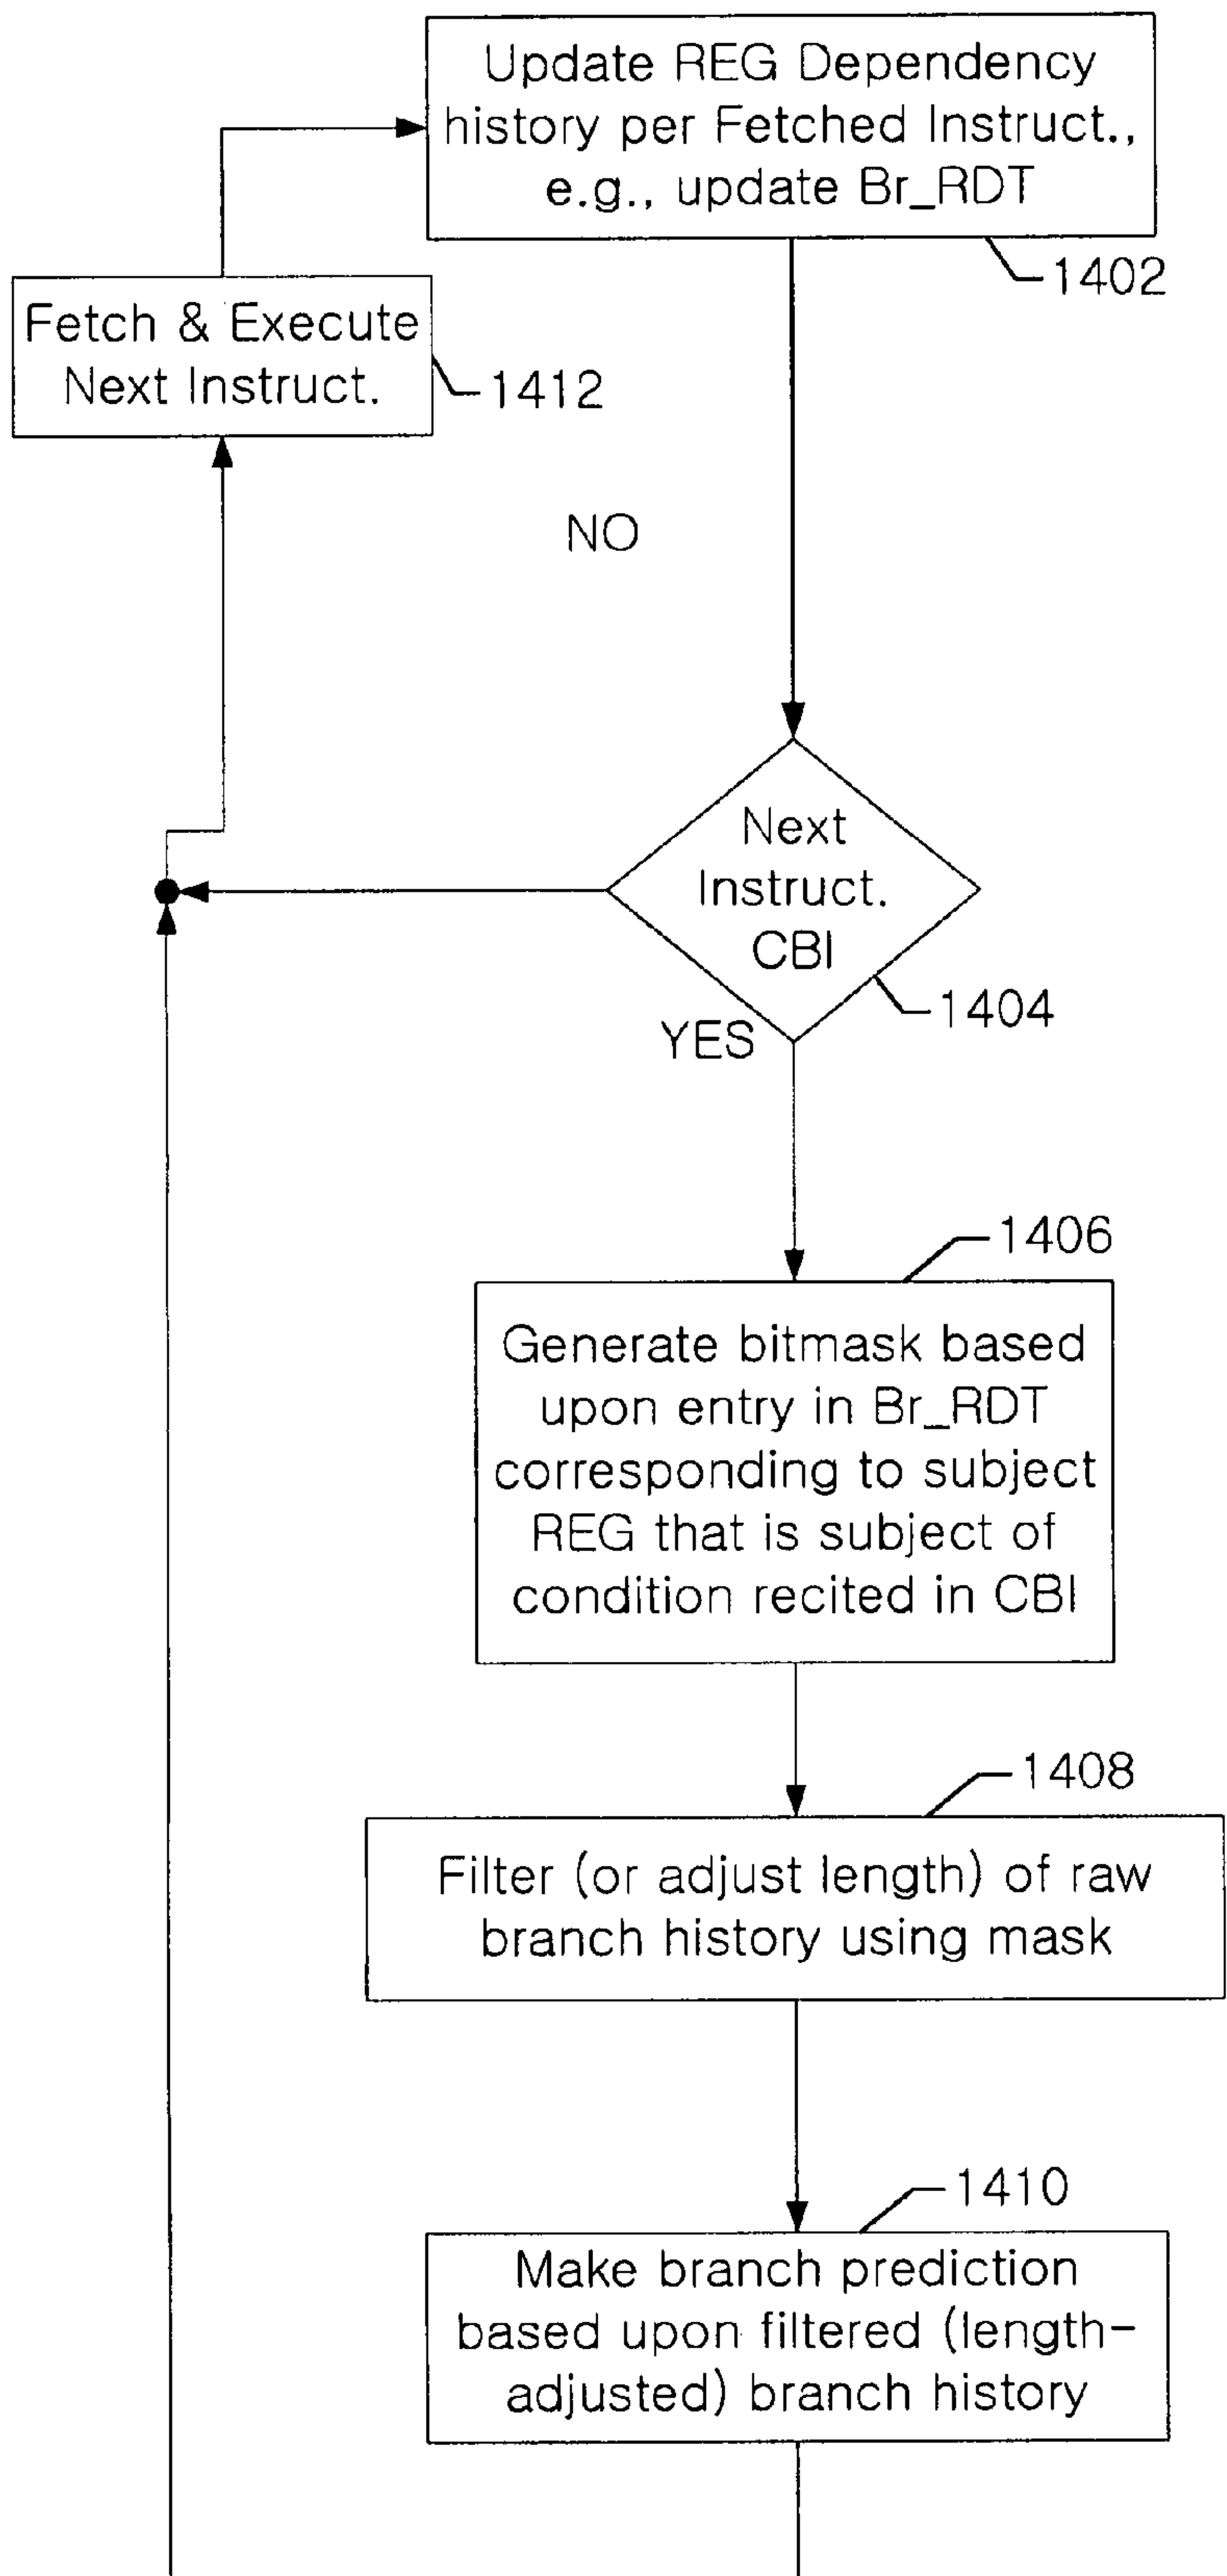 Update REG Dependency
history per Fetched Instruct.,
e.g., update Br_RDT
1402
Fetch & Execute
Next Instruct.
1412
NO
Next
Instruct.
CBI
1404
YES
1406
Generate bitmask based
upon entry in Br_RDT
corresponding to subject
REG that is subject of
condition recited in CBI
1408
Filter (or adjust length) of raw
branch history using mask
1410
Make branch prediction
based upon filtered (length-
adjusted) branch history